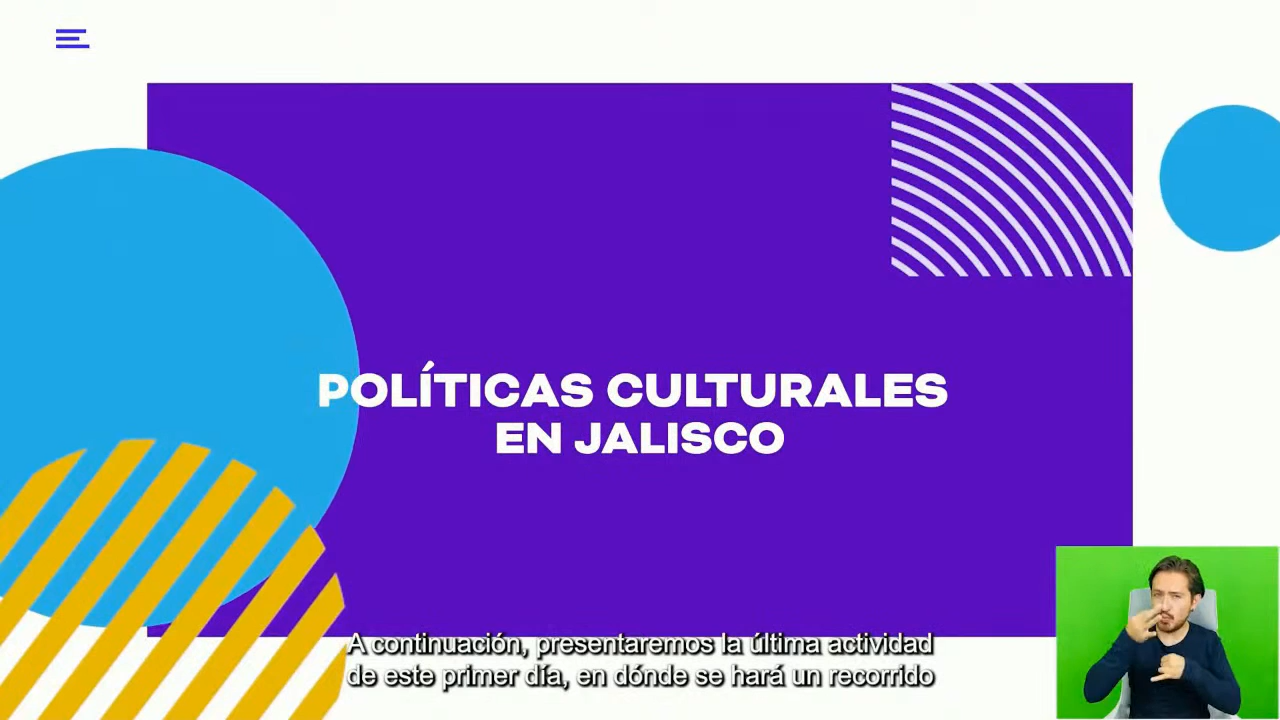 POLÍTICAS CULTURALES
EN JALISCO
A continuación, presentaremos la última actividad
de este primer día, en dónde se hará un recorrido